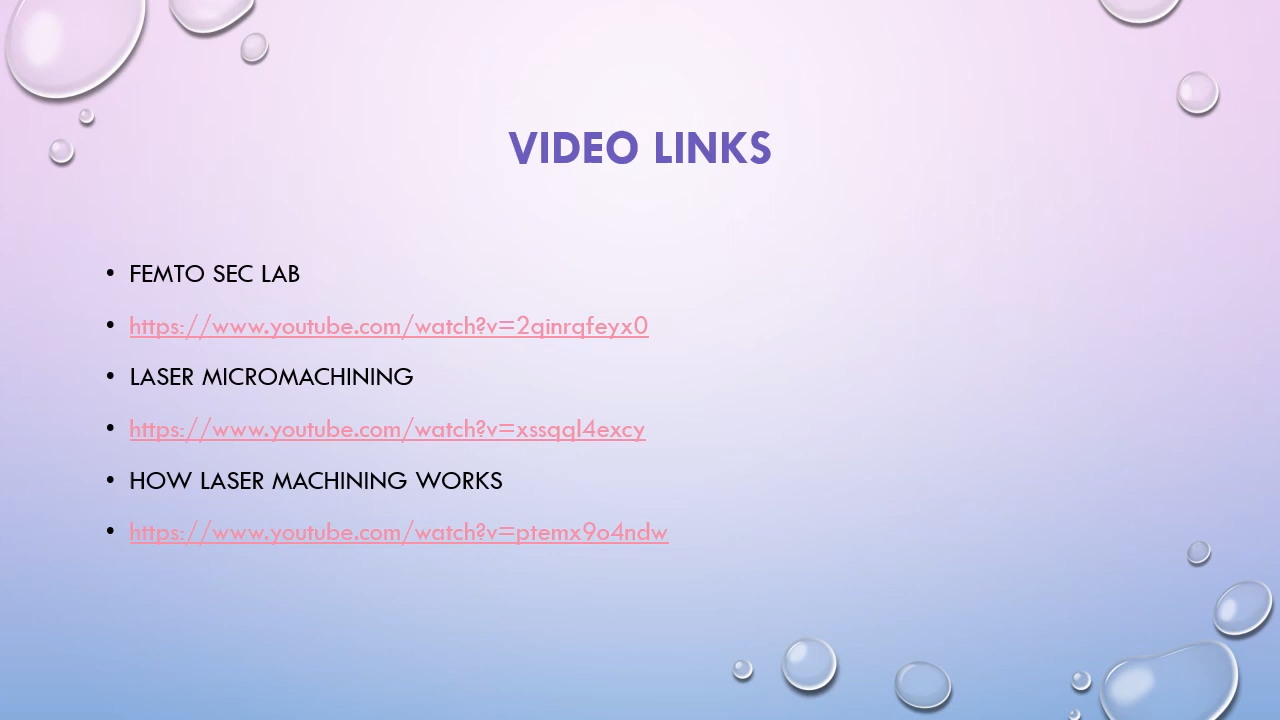 VIDEO LINKS
• FEMTO SEC LAB
• https://www.youtube.com/watch?v=2qinrqfeyx0
• LASER MICROMACHINING
• https://www.youtube.com/watch?v=xssqql4excy
• HOW LASER MACHINING WORKS
• https://www.youtube.com/watch?v=ptemx9o4ndw